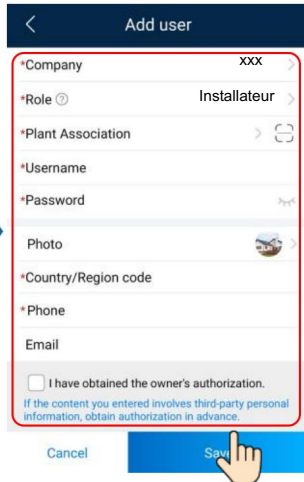 Add user
*Company xxx
*Role Installateur
*Plant Association
*Username
*Password
Photo
*Country/Region code
*Phone
Email
I have obtained the owner's authorization.
If the content you entered involves third-party personal
information, obtain authorization in advance.
Cancel Save